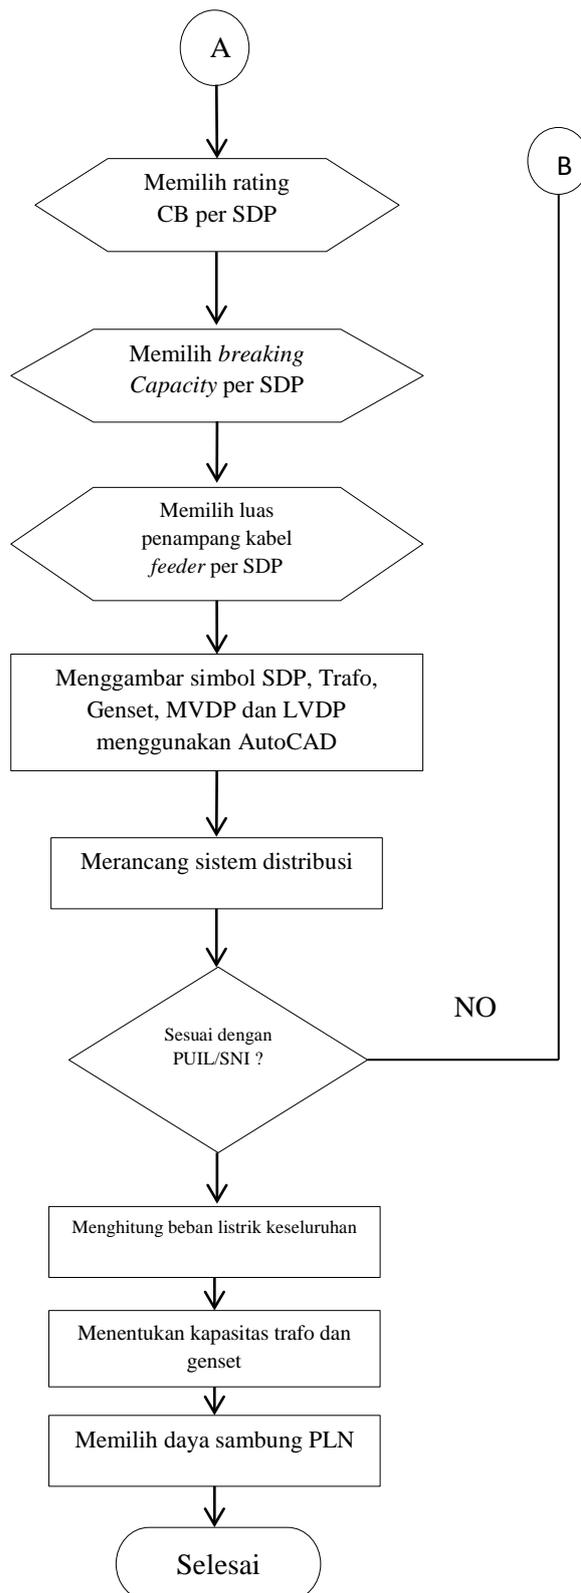 A
B
Memilih rating
CB per SDP
Memilih breaking
Capacity per SDP
Memilih luas
penampang kabel
feeder per SDP
Menggambar simbol SDP, Trafo,
Genset, MVDP dan LVDP
menggunakan AutoCAD
Merancang sistem distribusi
NO
Sesuai dengan
PUIL/SNI ?
Menghitung beban listrik keseluruhan
Menentukan kapasitas trafo dan
genset
Memilih daya sambung PLN
Selesai